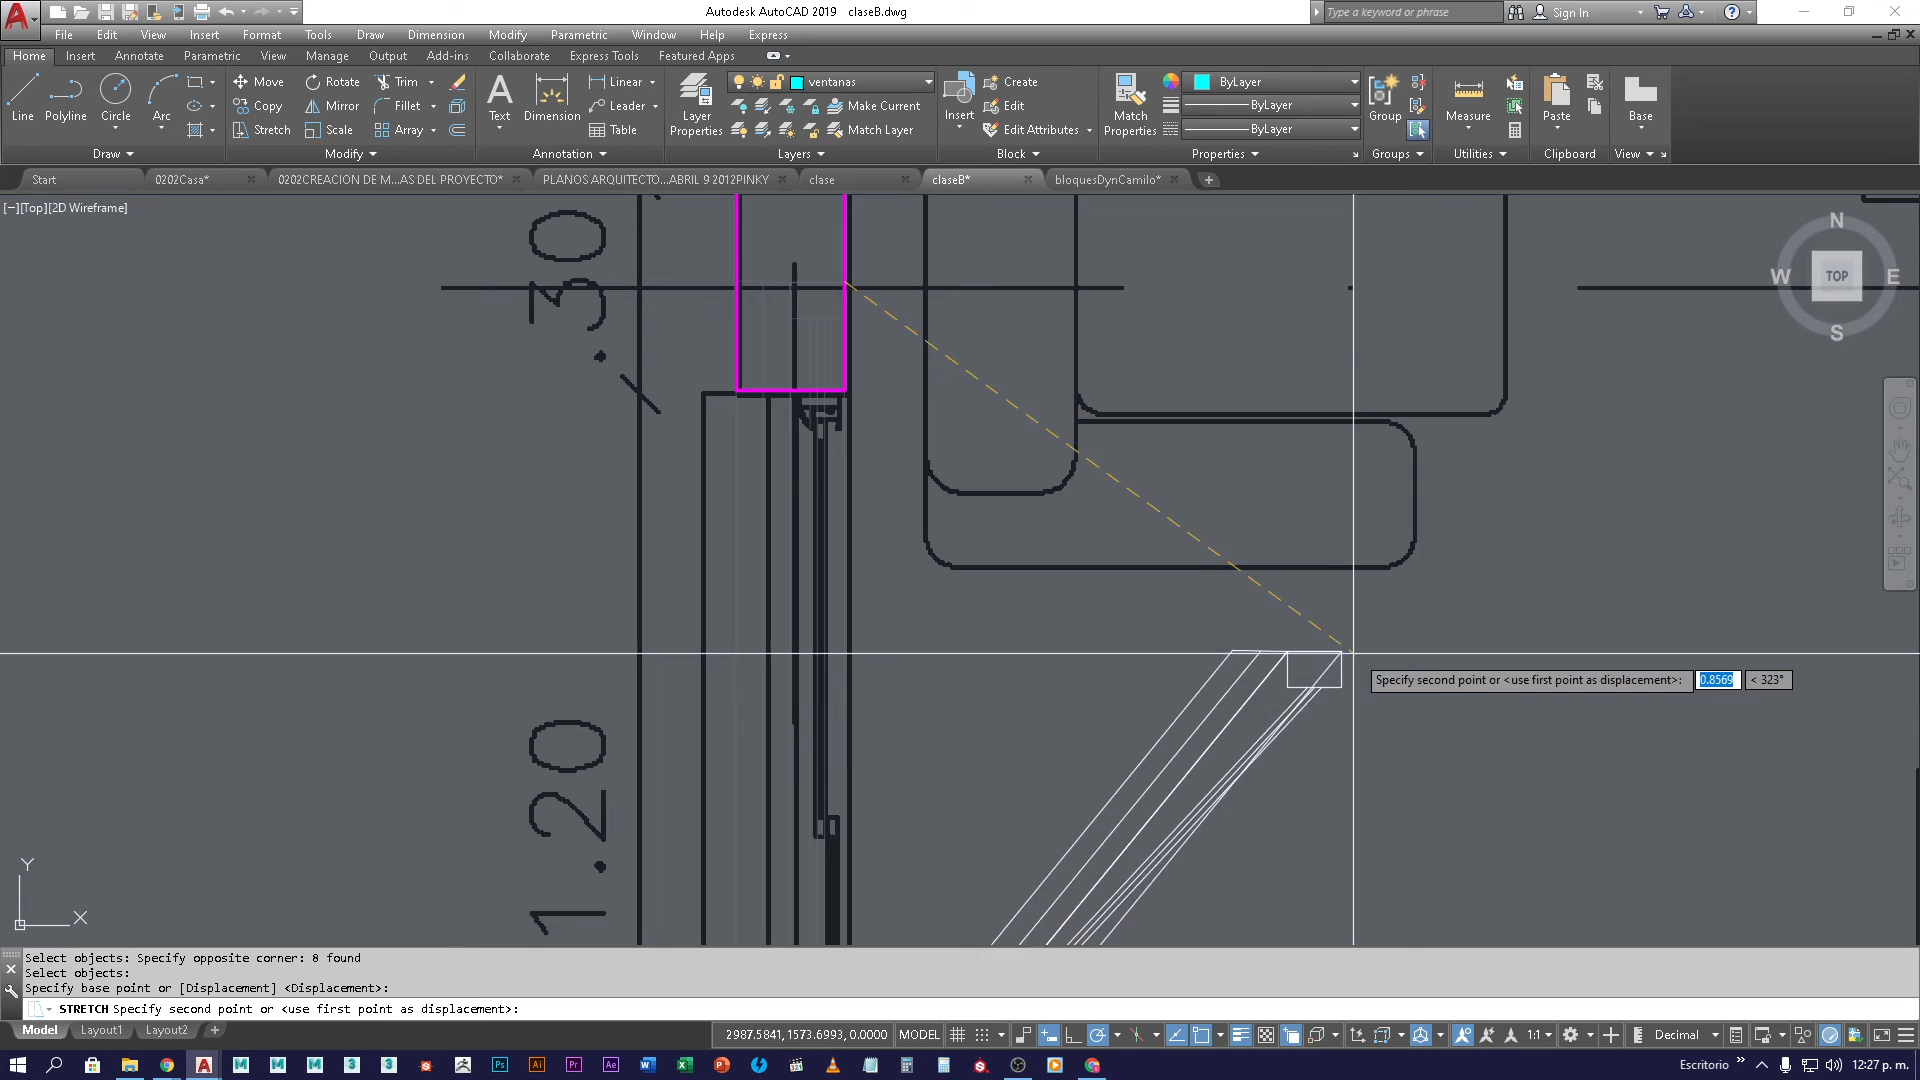 Autodesk AutoCAD 2019 claseB.dwg
Type a keyword or phrase
Sign In
File Edit View Insert Format Tools Draw Dimension Modify Parametric Window Help Express
Home Insert Annotate Parametric View Manage Output Add-ins Collaborate Express Tools Featured Apps
Line Polyline Circle Arc
Move Rotate Trim
Copy Mirror Fillet
Stretch Scale Array
Text Dimension
Linear
Leader
Table
Layer Properties
ventanas
Make Current
Match Layer
Insert
Create
Edit
Edit Attributes
Match Properties
ByLayer
ByLayer
ByLayer
Group
Measure
Paste
Base
Draw Modify Annotation Layers Block Properties Groups Utilities Clipboard View
Start 0202Casa* 0202CREACION DE M...AS DEL PROYECTO* PLANOS ARQUITECTO...ABRIL 9 2012PINKY clase claseB* bloquesDynCamilo*
[−][Top][2D Wireframe]
N
W TOP E
S
.30
1.20
Specify second point or <use first point as displacement>: 0.8569 < 323°
Y
X
Select objects: Specify opposite corner: 8 found
Select objects:
Specify base point or [Displacement] <Displacement>:
STRETCH Specify second point or <use first point as displacement>:
Model Layout1 Layout2
2987.5841, 1573.6993, 0.0000 MODEL 1:1 Decimal
Escritorio 12:27 p. m.